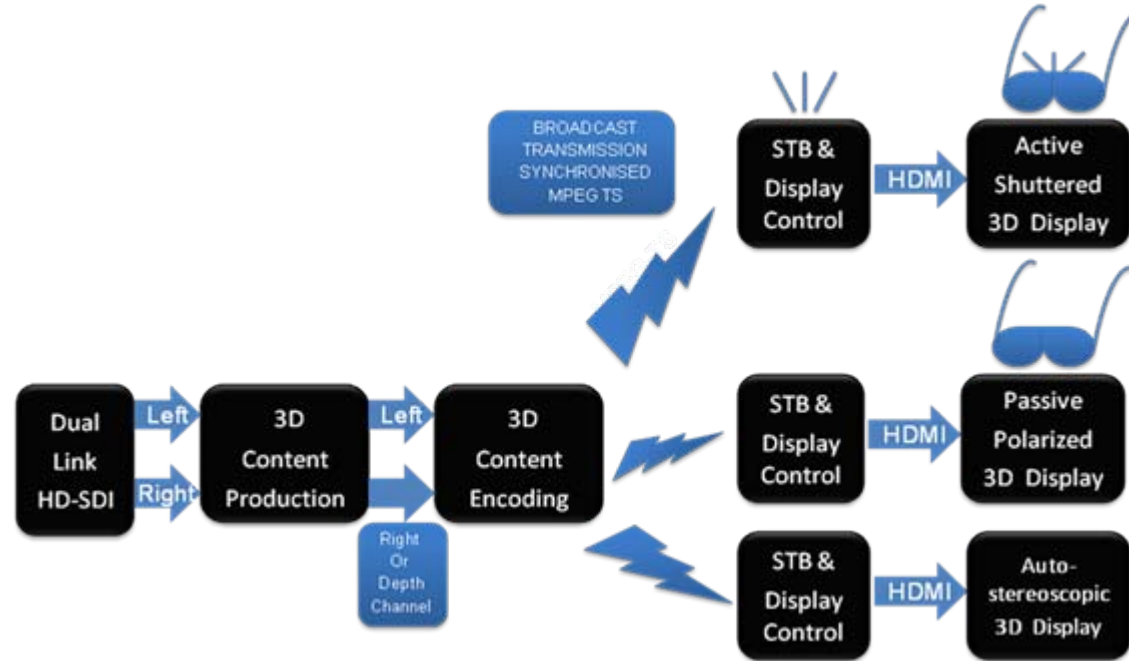 BROADCAST
TRANSMISSION
SYNCHRONISED
MPEG TS
STB &
Display
Control
HDMI
Active
Shuttered
3D Display
Dual
Link
HD-SDI
Left
Right
3D
Content
Production
Left
Right
Or
Depth
Channel
3D
Content
Encoding
STB &
Display
Control
HDMI
Passive
Polarized
3D Display
STB &
Display
Control
HDMI
Auto-
stereoscopic
3D Display